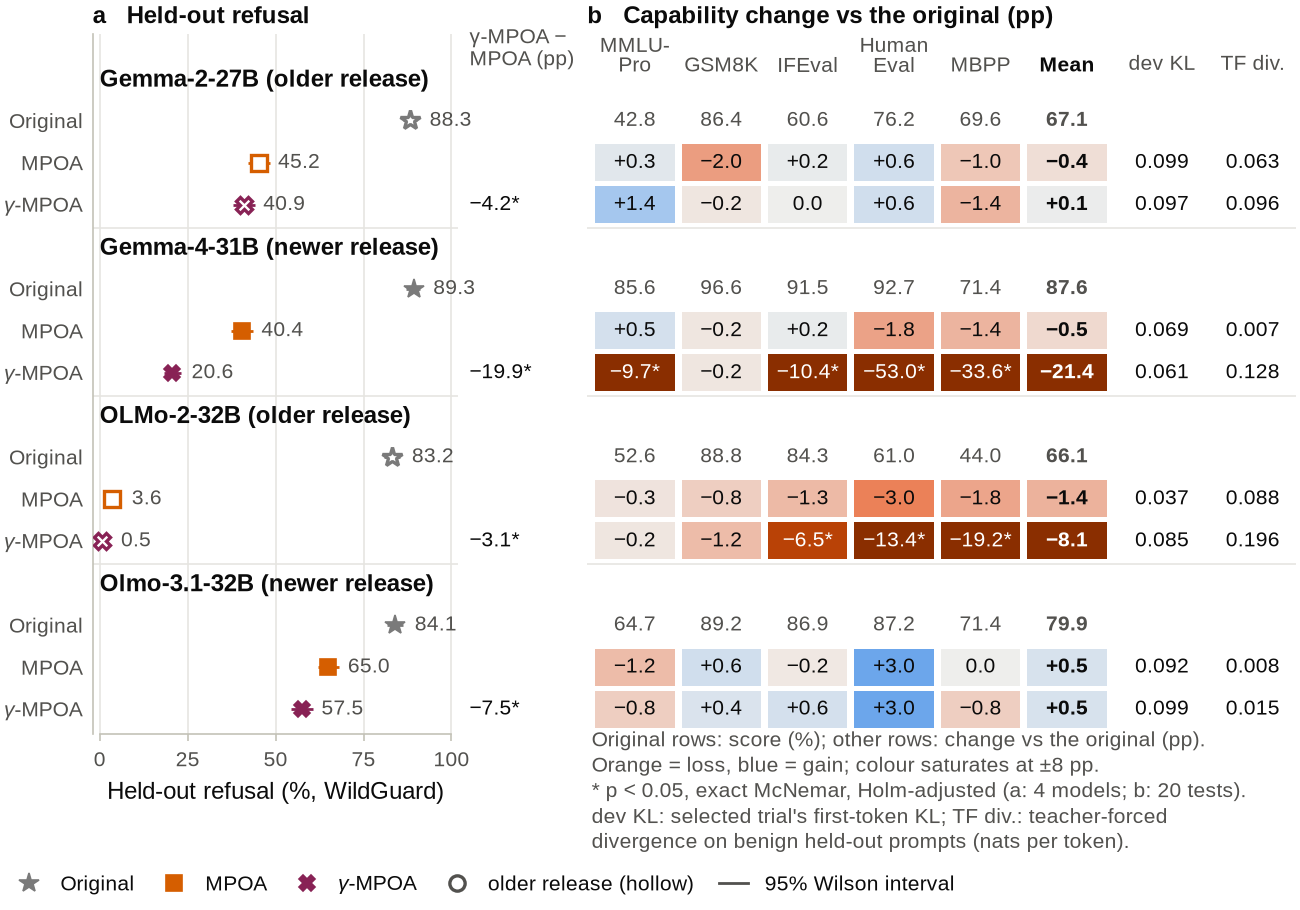 a Held-out refusal
γ-MPOA −
MPOA (pp)
Gemma-2-27B (older release)
Original 88.3
MPOA 45.2
γ-MPOA 40.9 −4.2*
Gemma-4-31B (newer release)
Original 89.3
MPOA 40.4
γ-MPOA 20.6 −19.9*
OLMo-2-32B (older release)
Original 83.2
MPOA 3.6
γ-MPOA 0.5 −3.1*
Olmo-3.1-32B (newer release)
Original 84.1
MPOA 65.0
γ-MPOA 57.5 −7.5*
0 25 50 75 100
Held-out refusal (%, WildGuard)
b Capability change vs the original (pp)
MMLU-
Pro GSM8K IFEval Human
Eval MBPP Mean dev KL TF div.
42.8 86.4 60.6 76.2 69.6 67.1
+0.3 −2.0 +0.2 +0.6 −1.0 −0.4 0.099 0.063
+1.4 −0.2 0.0 +0.6 −1.4 +0.1 0.097 0.096
85.6 96.6 91.5 92.7 71.4 87.6
+0.5 −0.2 +0.2 −1.8 −1.4 −0.5 0.069 0.007
−9.7* −0.2 −10.4* −53.0* −33.6* −21.4 0.061 0.128
52.6 88.8 84.3 61.0 44.0 66.1
−0.3 −0.8 −1.3 −3.0 −1.8 −1.4 0.037 0.088
−0.2 −1.2 −6.5* −13.4* −19.2* −8.1 0.085 0.196
64.7 89.2 86.9 87.2 71.4 79.9
−1.2 +0.6 −0.2 +3.0 0.0 +0.5 0.092 0.008
−0.8 +0.4 +0.6 +3.0 −0.8 +0.5 0.099 0.015
Original rows: score (%); other rows: change vs the original (pp).
Orange = loss, blue = gain; colour saturates at ±8 pp.
* p < 0.05, exact McNemar, Holm-adjusted (a: 4 models; b: 20 tests).
dev KL: selected trial's first-token KL; TF div.: teacher-forced
divergence on benign held-out prompts (nats per token).
Original MPOA γ-MPOA older release (hollow) 95% Wilson interval